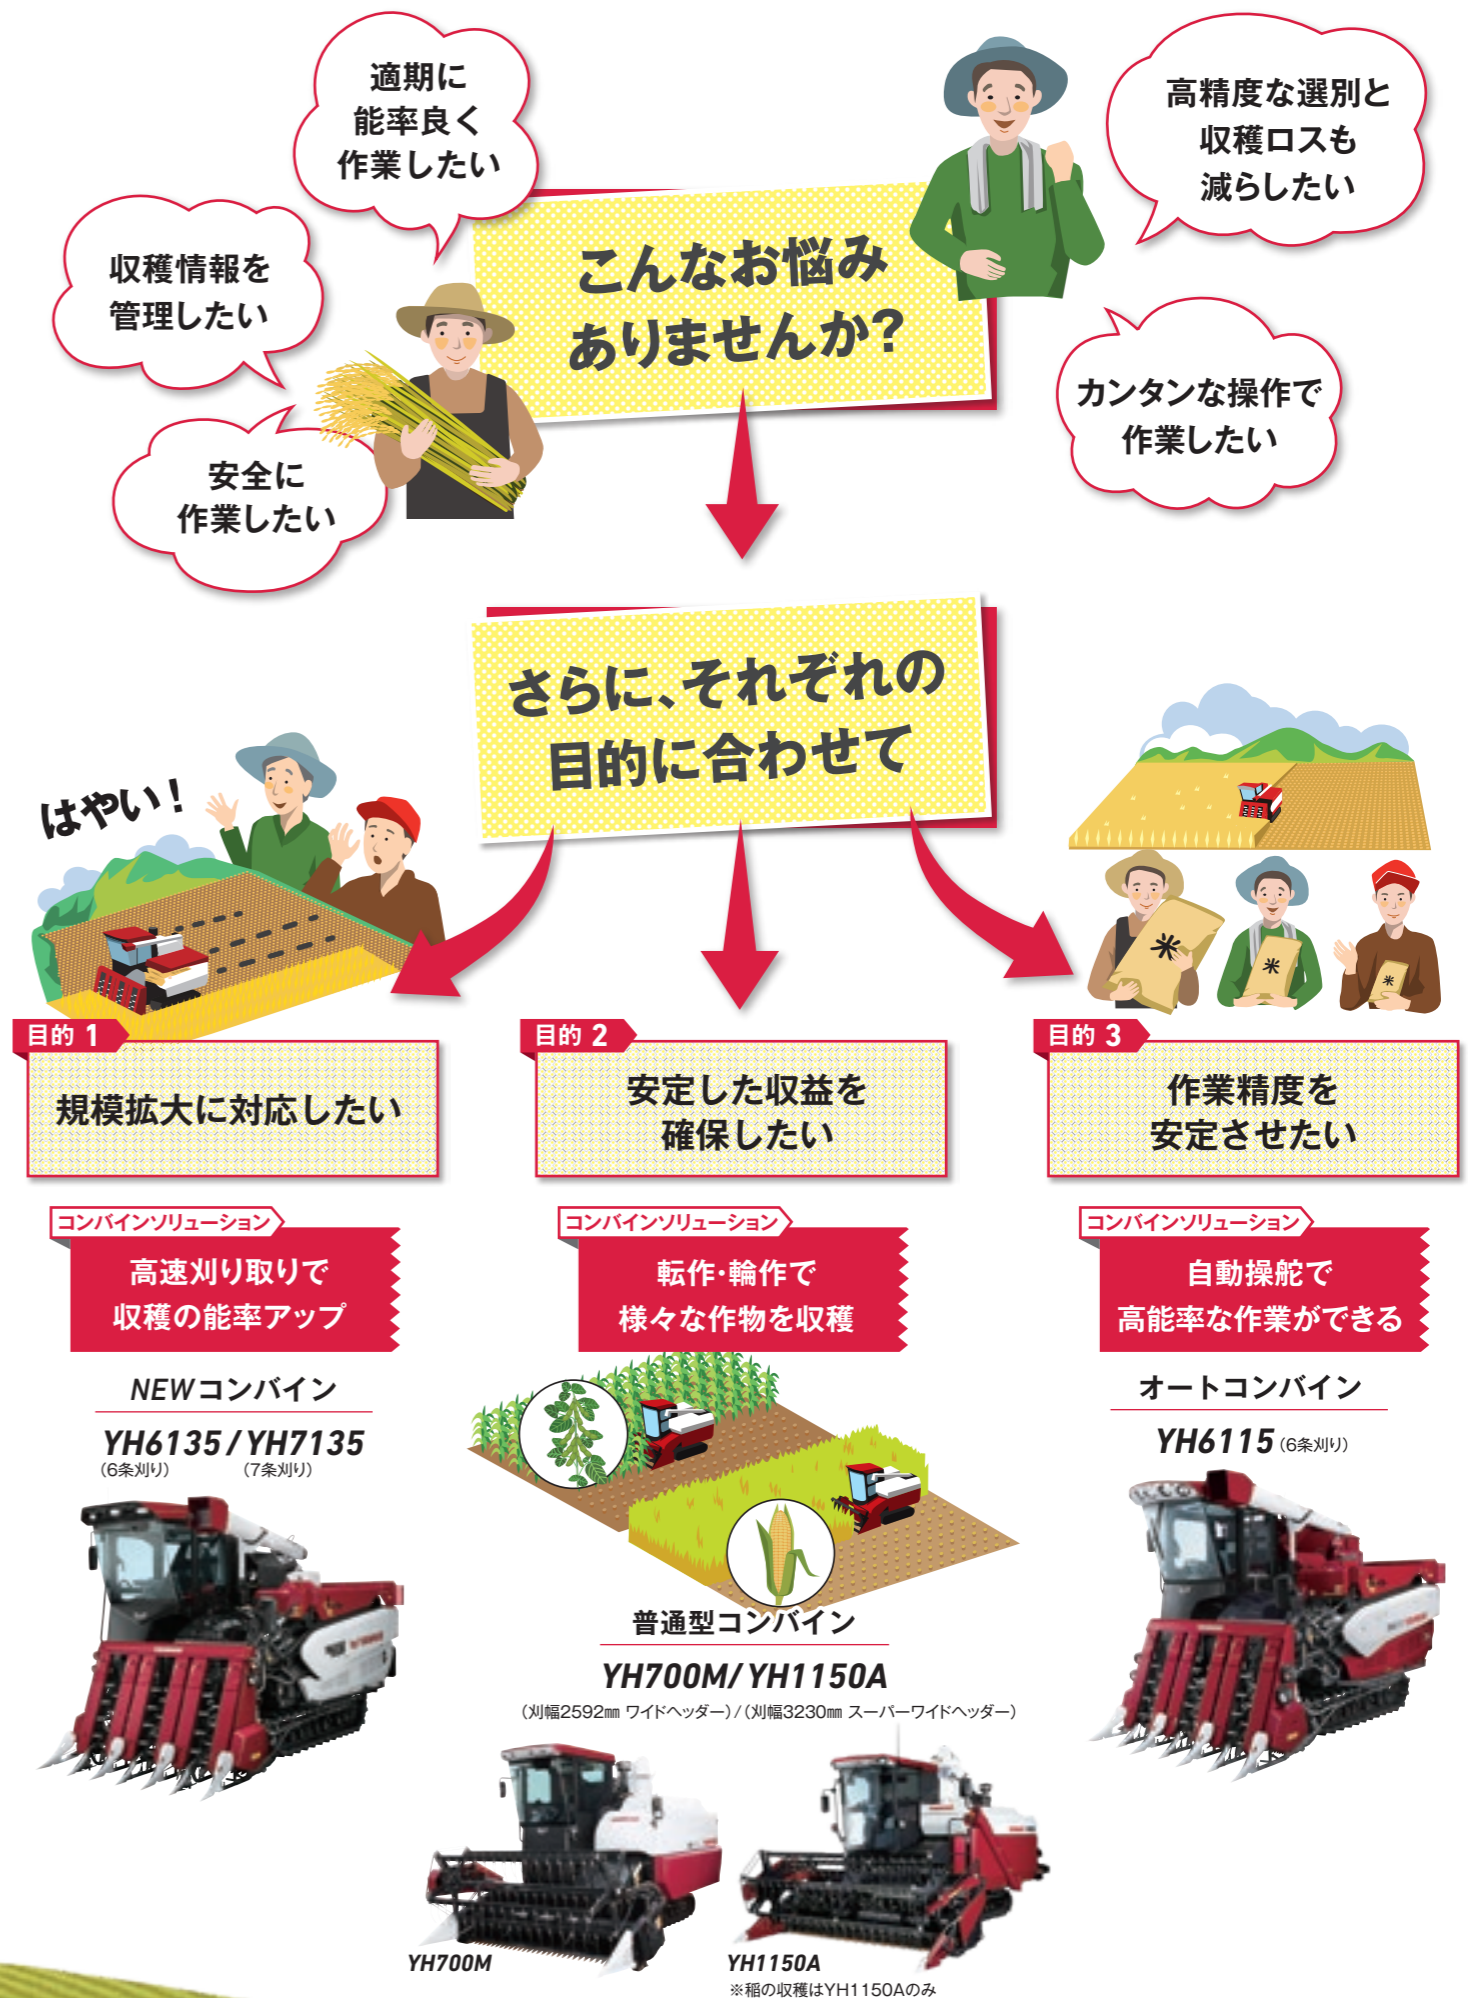 適期に
能率良く
作業したい
高精度な選別と
収穫ロスも
減らしたい
収穫情報を
管理したい
こんなお悩み
ありませんか?
カンタンな操作で
作業したい
安全に
作業したい
さらに、それぞれの
目的に合わせて
はやい!
米
米
米
目的 1
規模拡大に対応したい
コンバインソリューション
高速刈り取りで
収穫の能率アップ
NEWコンバイン
YH6135 / YH7135
(6条刈り) (7条刈り)
目的 2
安定した収益を
確保したい
コンバインソリューション
転作・輪作で
様々な作物を収穫
普通型コンバイン
YH700M/ YH1150A
(刈幅2592㎜ ワイドヘッダー)/(刈幅3230㎜ スーパーワイドヘッダー)
YH700M
YH1150A
※稲の収穫はYH1150Aのみ
目的 3
作業精度を
安定させたい
コンバインソリューション
自動操舵で
高能率な作業ができる
オートコンバイン
YH6115 (6条刈り)